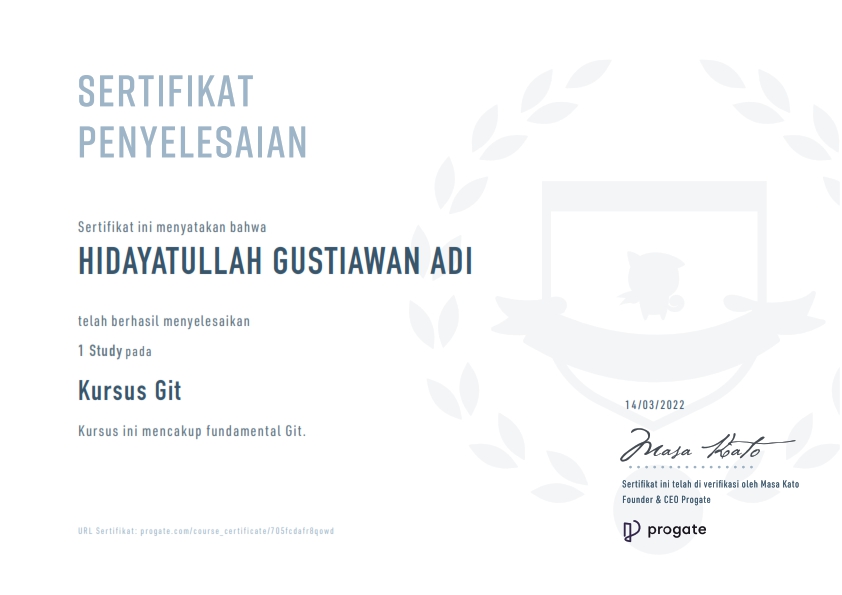 SERTIFIKAT
PENYELESAIAN
Sertifikat ini menyatakan bahwa
HIDAYATULLAH GUSTIAWAN ADI
telah berhasil menyelesaikan
1 Study pada
Kursus Git
Kursus ini mencakup fundamental Git.
14/03/2022
Masa Kato
Sertifikat ini telah di verifikasi oleh Masa Kato
Founder & CEO Progate
progate
URL Sertifikat: progate.com/course_certificate/705fcdafr8qowd